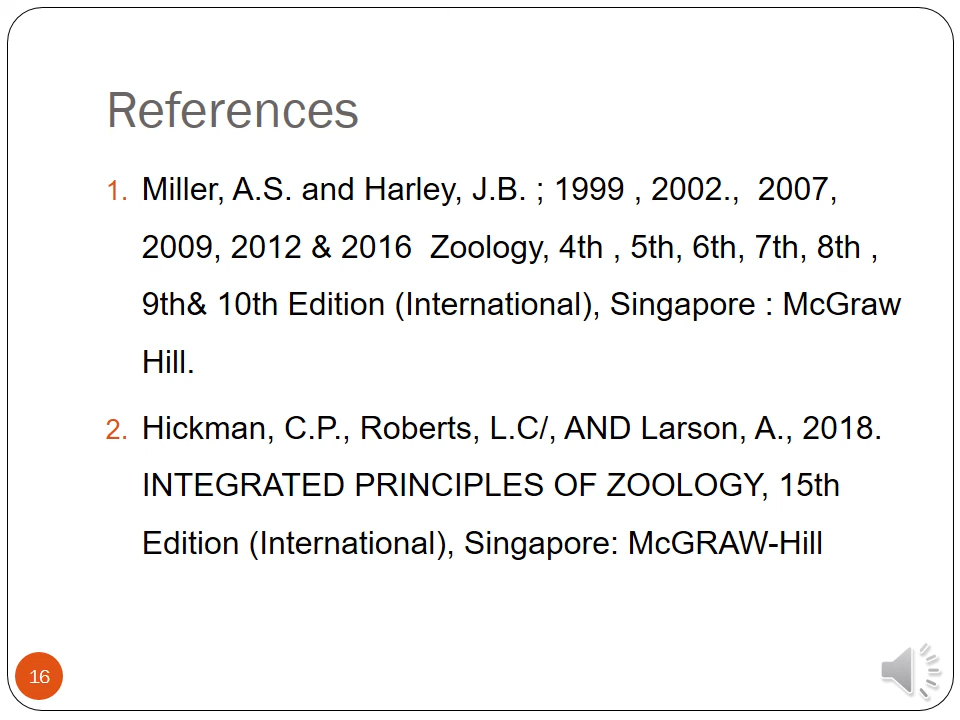 References
1. Miller, A.S. and Harley, J.B. ; 1999 , 2002.,  2007,
2009, 2012 & 2016  Zoology, 4th , 5th, 6th, 7th, 8th ,
9th& 10th Edition (International), Singapore : McGraw
Hill.
2. Hickman, C.P., Roberts, L.C/, AND Larson, A., 2018.
INTEGRATED PRINCIPLES OF ZOOLOGY, 15th
Edition (International), Singapore: McGRAW-Hill
16